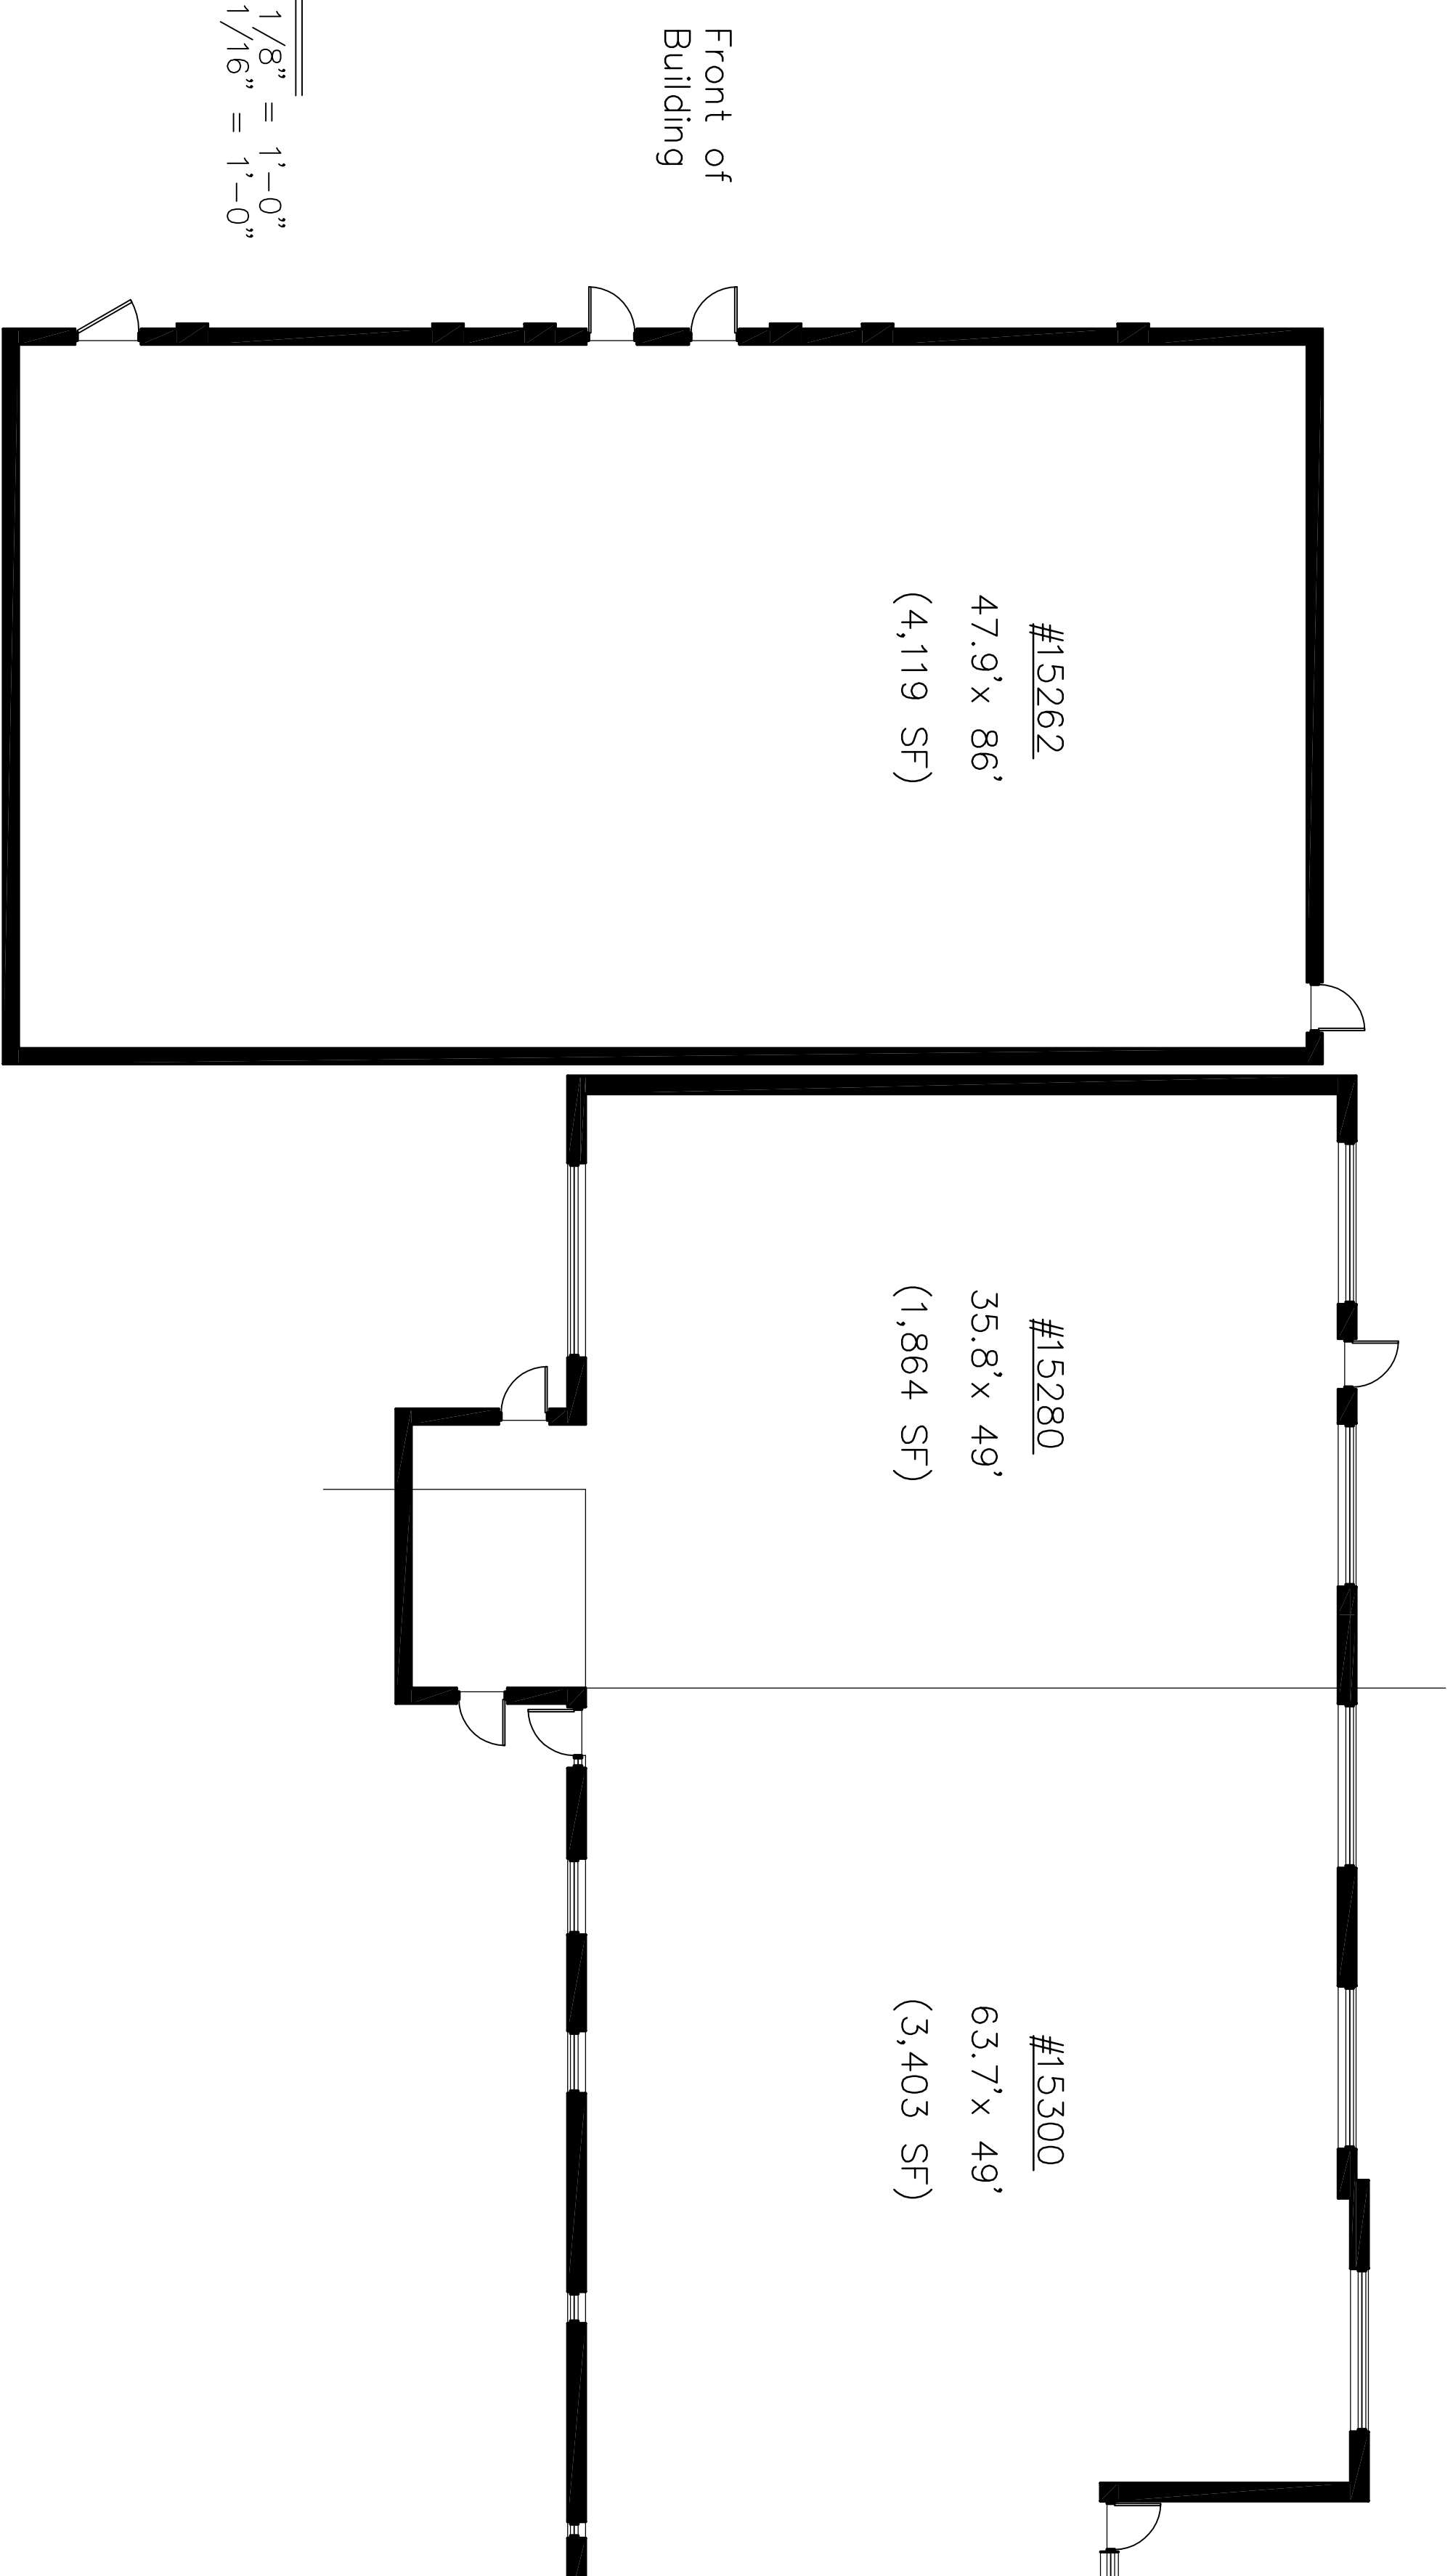 Front of
Building
1/8" = 1'-0"
1/16" = 1'-0"
#15262
47.9'x 86'
(4,119 SF)
#15280
35.8'x 49'
(1,864 SF)
#15300
63.7'x 49'
(3,403 SF)